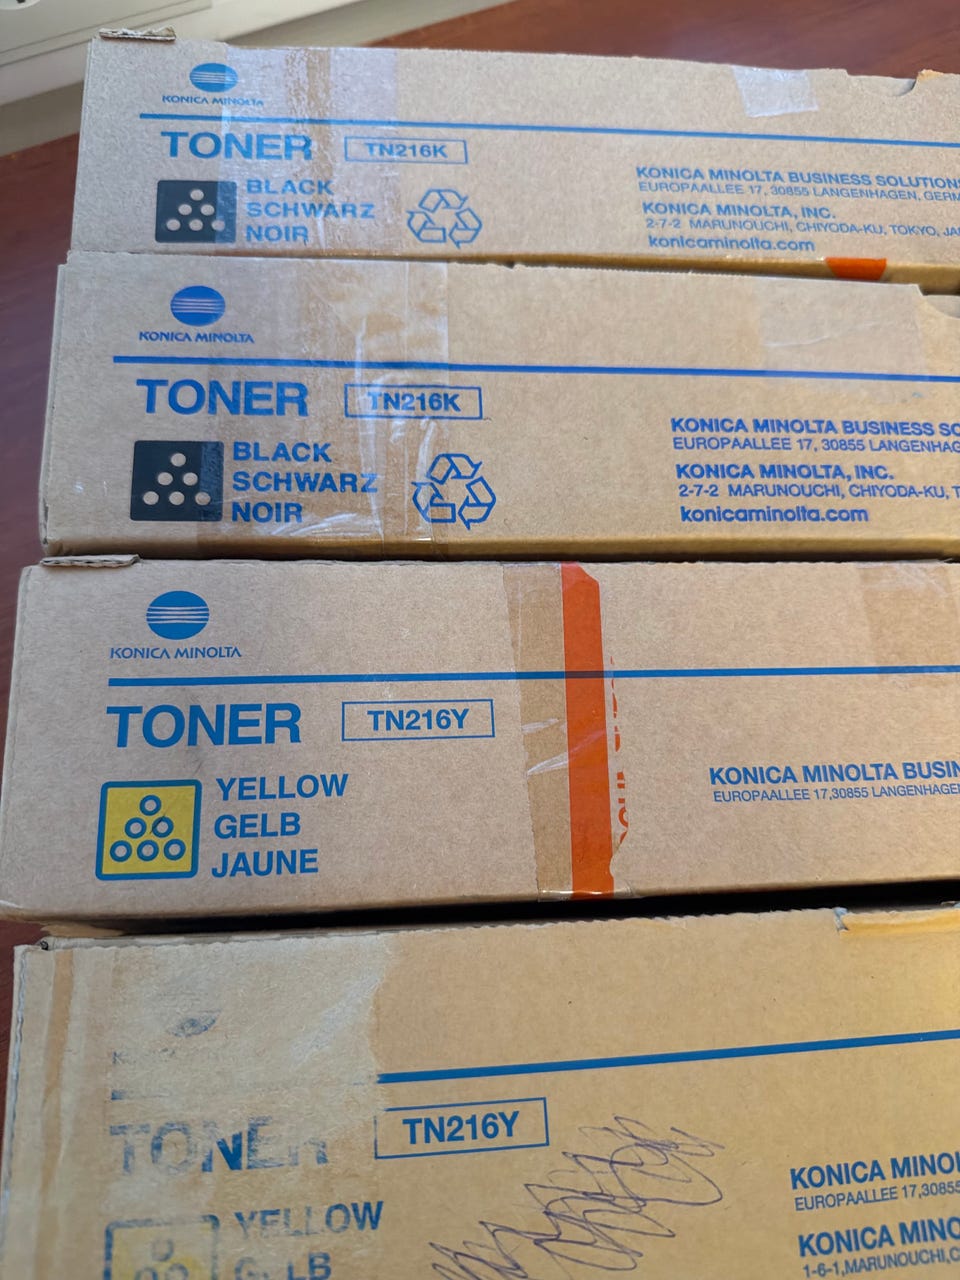 KONICA MINOLTA
TONER TN216K
BLACK
SCHWARZ
NOIR
KONICA MINOLTA BUSINESS SOLUTIONS
EUROPAALLEE 17, 30855 LANGENHAGEN, GERM
KONICA MINOLTA, INC.
2-7-2 MARUNOUCHI, CHIYODA-KU, TOKYO, JA
konicaminolta.com
KONICA MINOLTA
TONER TN216K
BLACK
SCHWARZ
NOIR
KONICA MINOLTA BUSINESS SO
EUROPAALLEE 17, 30855 LANGENHAG
KONICA MINOLTA, INC.
2-7-2 MARUNOUCHI, CHIYODA-KU, T
konicaminolta.com
KONICA MINOLTA
TONER TN216Y
YELLOW
GELB
JAUNE
KONICA MINOLTA BUSIN
EUROPAALLEE 17,30855 LANGENHAGEN
TONER TN216Y
YELLOW
GELB
KONICA MINOL
EUROPAALLEE 17,30855
KONICA MINO
1-6-1,MARUNOUCHI,C